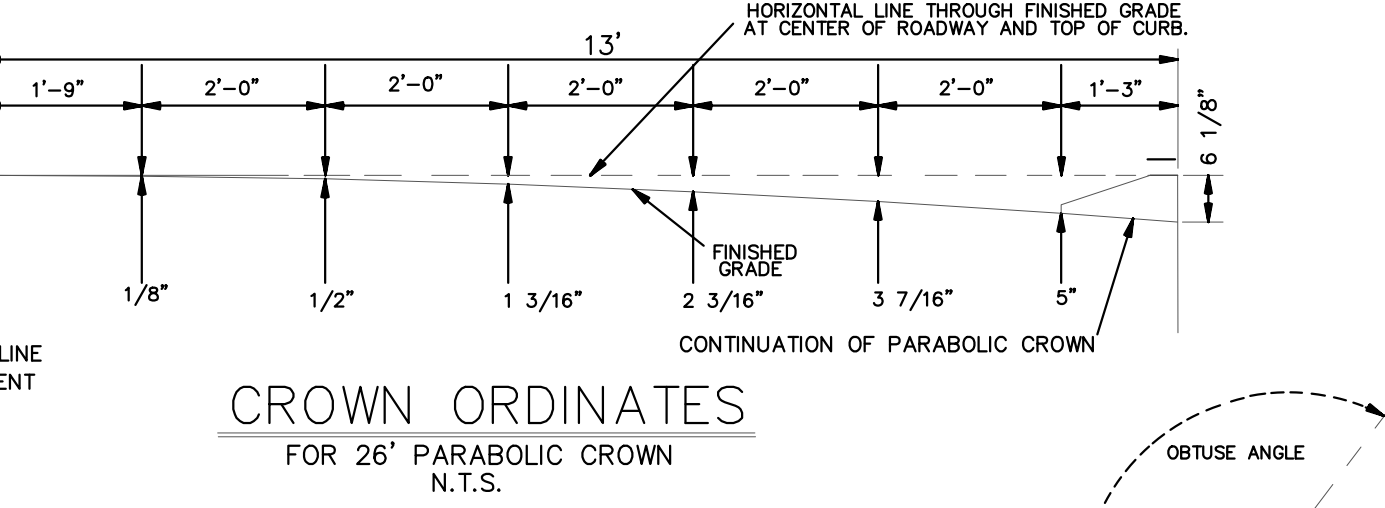 HORIZONTAL LINE THROUGH FINISHED GRADE
AT CENTER OF ROADWAY AND TOP OF CURB.
13'
1'-9"
2'-0"
2'-0"
2'-0"
2'-0"
2'-0"
1'-3"
6 1/8"
FINISHED
GRADE
1/8"
1/2"
1 3/16"
2 3/16"
3 7/16"
5"
CONTINUATION OF PARABOLIC CROWN
LINE
ENT
CROWN ORDINATES
FOR 26' PARABOLIC CROWN
N.T.S.
OBTUSE ANGLE